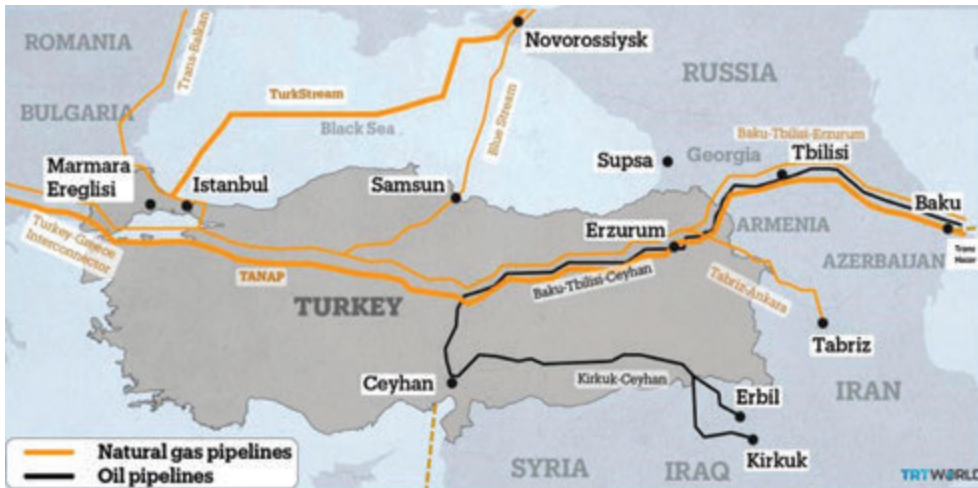 ROMANIA
Trans-Balkan
Novorossiysk
RUSSIA
TurkStream
BULGARIA
Black Sea
Blue Stream
Baku-Tbilisi-Erzurum
Georgia
Tbilisi
Supsa
Marmara
Ereglisi
Istanbul
Samsun
Baku
ARMENIA
Erzurum
Turkey-Greece
Interconnector
AZERBAIJAN
Trans
TANAP
Baku-Tbilisi-Ceyhan
Tabriz-Ankara
TURKEY
Tabriz
Ceyhan
Kirkuk-Ceyhan
Erbil
IRAN
Kirkuk
Natural gas pipelines
Oil pipelines
SYRIA
IRAQ
TRTWORLD